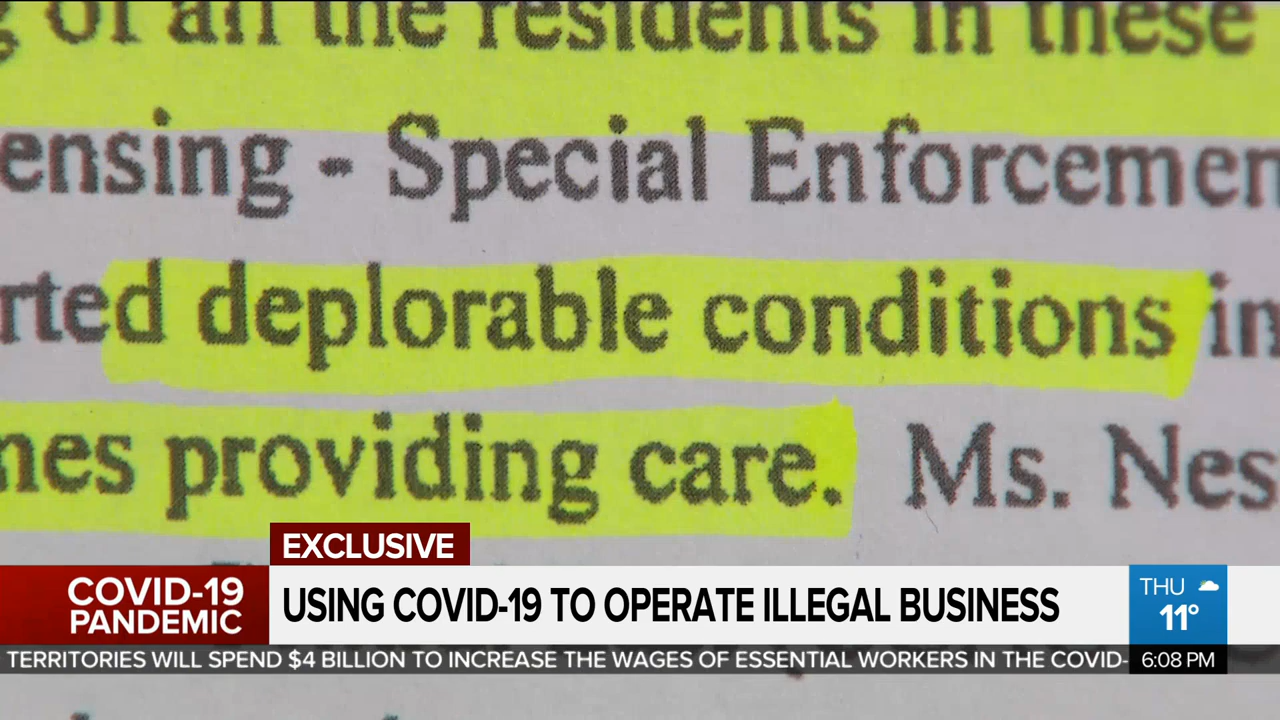 of all the residents in these
ensing - Special Enforcemen
rted deplorable conditions in
mes providing care. Ms. Nes
EXCLUSIVE
COVID-19
PANDEMIC
USING COVID-19 TO OPERATE ILLEGAL BUSINESS
THU
11°
TERRITORIES WILL SPEND $4 BILLION TO INCREASE THE WAGES OF ESSENTIAL WORKERS IN THE COVID-
6:08 PM